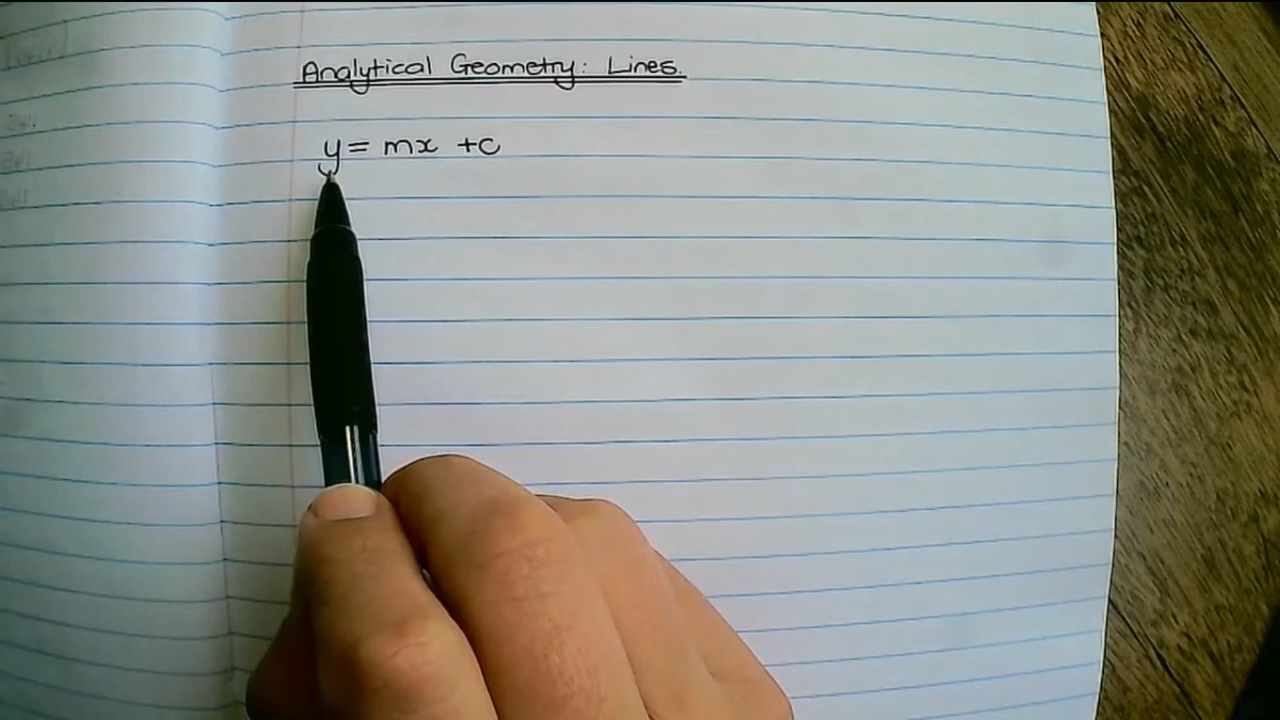 Analytical Geometry: Lines.
y = mx + c